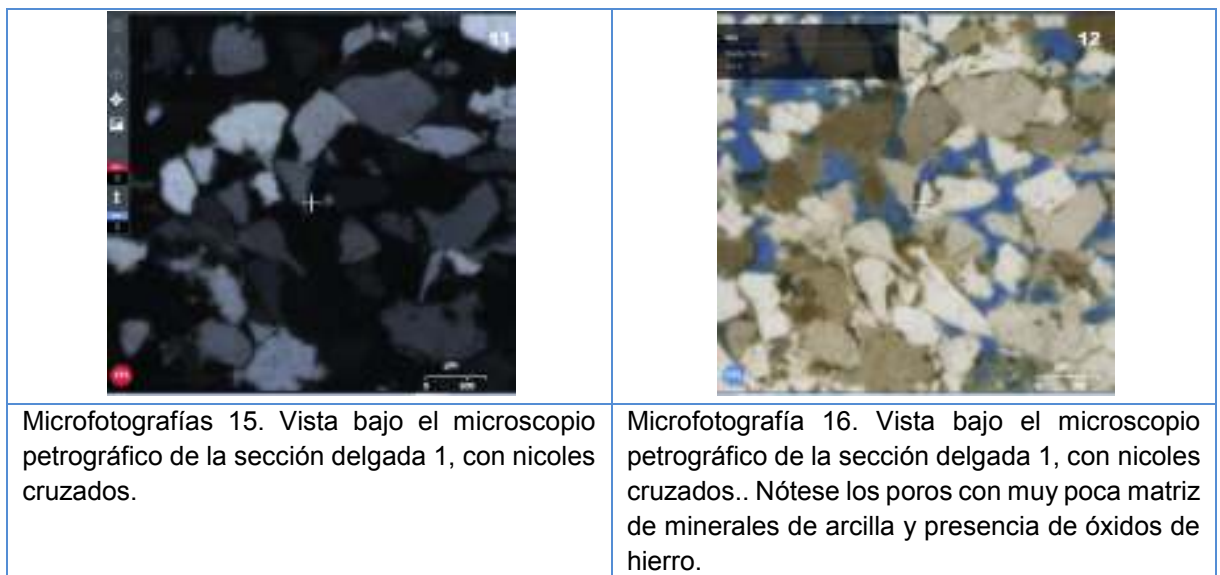 11
12
Microfotografías 15. Vista bajo el microscopio
petrográfico de la sección delgada 1, con nicoles
cruzados.
Microfotografía 16. Vista bajo el microscopio
petrográfico de la sección delgada 1, con nicoles
cruzados.. Nótese los poros con muy poca matriz
de minerales de arcilla y presencia de óxidos de
hierro.